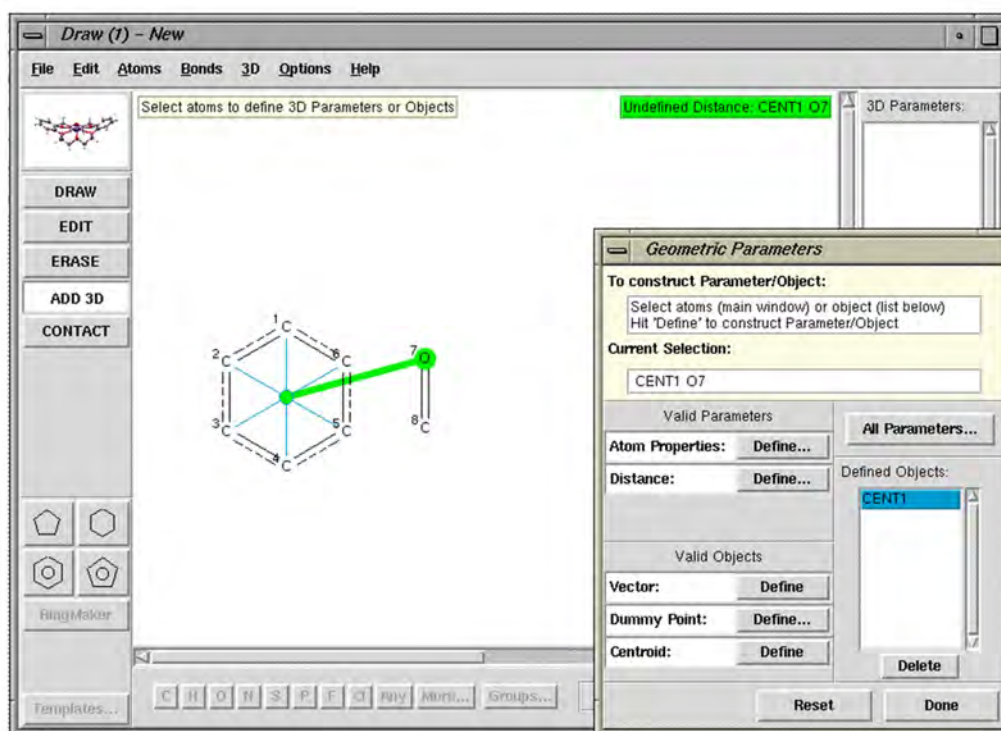 Draw (1) – New
File Edit Atoms Bonds 3D Options Help
Select atoms to define 3D Parameters or Objects
Undefined Distance: CENT1 O7
3D Parameters:
DRAW
EDIT
ERASE
ADD 3D
CONTACT
RingMaker
Templates...
1 C
2 C
6 C
3 C
5 C
4 C
7 O
8 C
C H O N S P F Cl Any More... Groups...
Geometric Parameters
To construct Parameter/Object:
Select atoms (main window) or object (list below)
Hit 'Define' to construct Parameter/Object
Current Selection:
CENT1 O7
Valid Parameters
Atom Properties: Define...
Distance: Define...
Valid Objects
Vector: Define
Dummy Point: Define...
Centroid: Define
All Parameters...
Defined Objects:
CENT1
Delete
Reset
Done